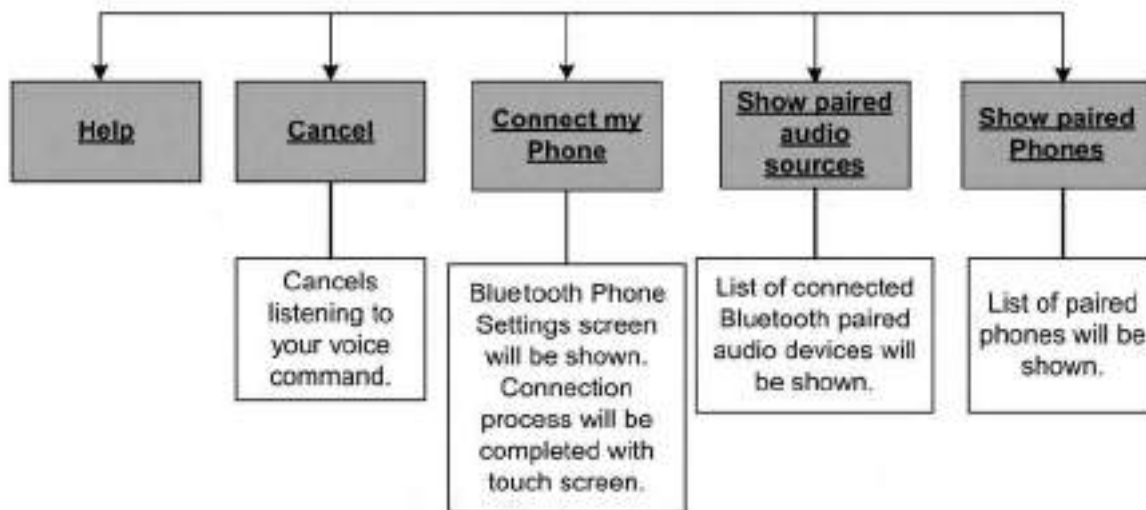 Help
Cancel
Connect my
Phone
Show paired
audio
sources
Show paired
Phones
Cancels
listening to
your voice
command.
Bluetooth Phone
Settings screen
will be shown.
Connection
process will be
completed with
touch screen.
List of connected
Bluetooth paired
audio devices will
be shown.
List of paired
phones will be
shown.